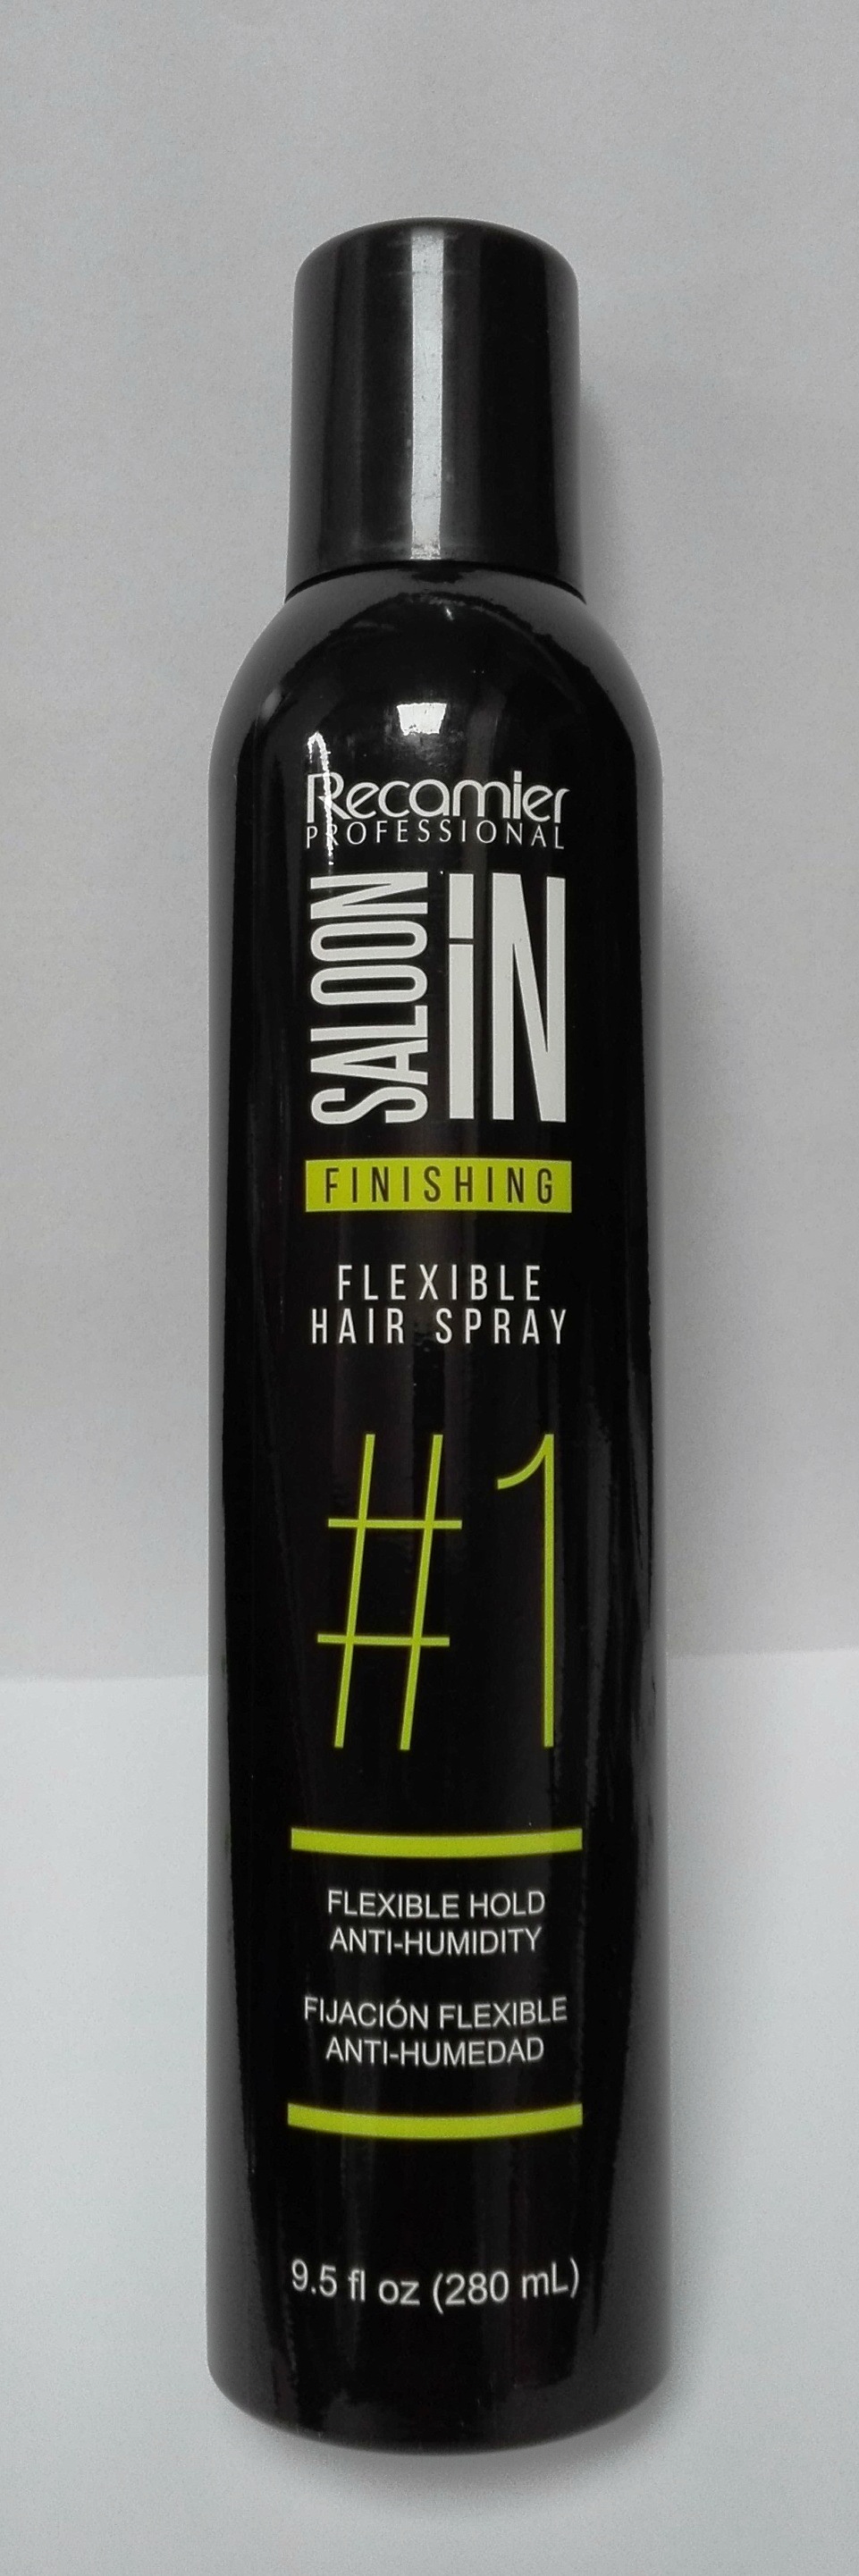 Recamier
PROFESSIONAL
SALOON
iN
FINISHING
FLEXIBLE
HAIR SPRAY
#1
FLEXIBLE HOLD
ANTI-HUMIDITY
FIJACIÓN FLEXIBLE
ANTI-HUMEDAD
9.5 fl oz (280 mL)